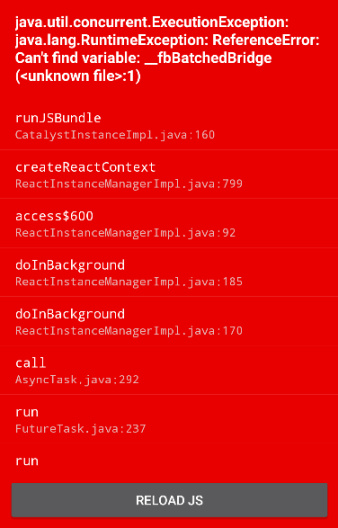 java.util.concurrent.ExecutionException:
java.lang.RuntimeException: ReferenceError:
Can't find variable: __fbBatchedBridge
(<unknown file>:1)
runJSBundle
CatalystInstanceImpl.java:160
createReactContext
ReactInstanceManagerImpl.java:799
access$600
ReactInstanceManagerImpl.java:92
doInBackground
ReactInstanceManagerImpl.java:185
doInBackground
ReactInstanceManagerImpl.java:170
call
AsyncTask.java:292
run
FutureTask.java:237
run
RELOAD JS